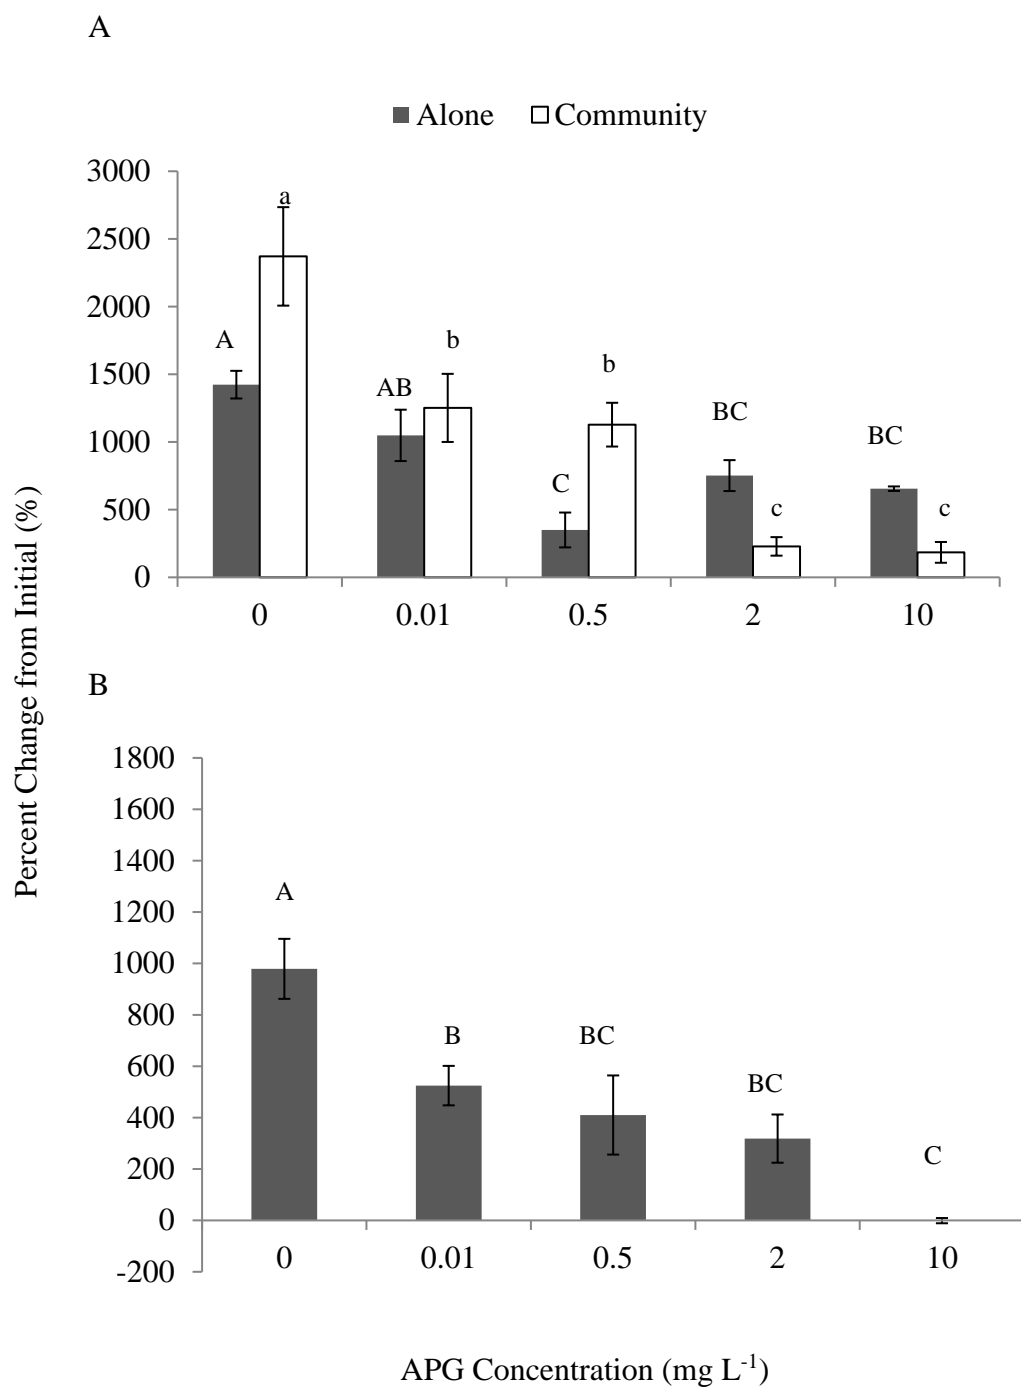 A
Alone Community
3000
2500
2000
1500
1000
500
0
a
A
AB
b
C
b
BC
c
BC
c
0 0.01 0.5 2 10
Percent Change from Initial (%)
B
1800
1600
1400
1200
1000
800
600
400
200
0
-200
A
B
BC
BC
C
0 0.01 0.5 2 10
APG Concentration (mg L⁻¹)